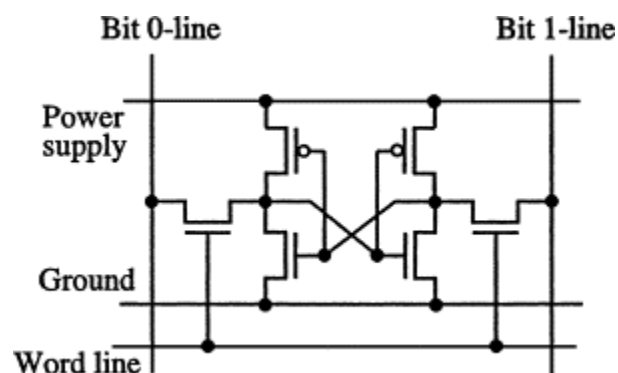 Bit 0-line
Bit 1-line
Power
supply
Ground
Word line